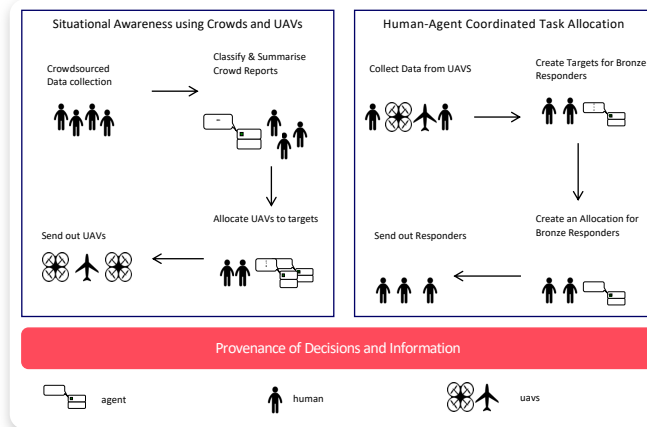 Situational Awareness using Crowds and UAVs
Crowdsourced
Data collection
Classify & Summarise
Crowd Reports
Allocate UAVs to targets
Send out UAVs
Human-Agent Coordinated Task Allocation
Collect Data from UAVS
Create Targets for Bronze
Responders
Create an Allocation for
Bronze Responders
Send out Responders
Provenance of Decisions and Information
agent
human
uavs